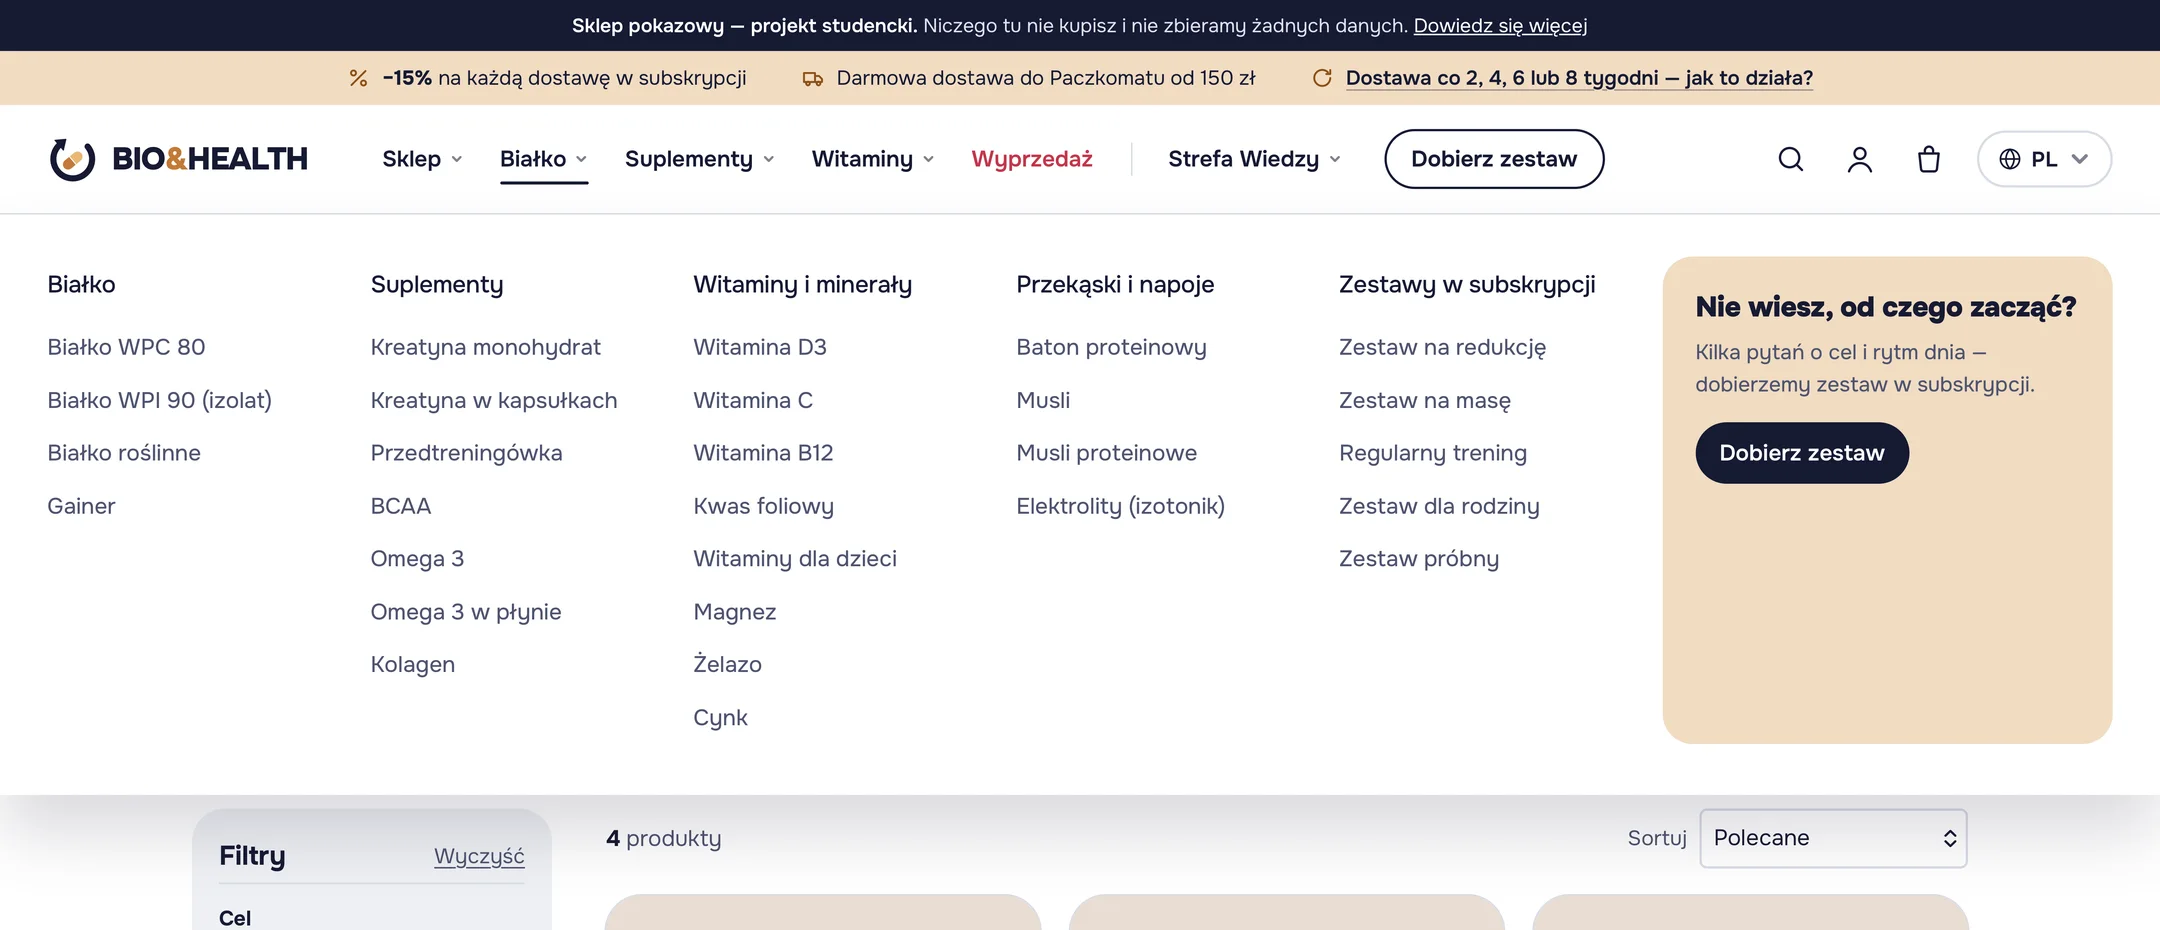 Sklep pokazowy — projekt studencki. Niczego tu nie kupisz i nie zbieramy żadnych danych. Dowiedz się więcej
−15% na każdą dostawę w subskrypcji
Darmowa dostawa do Paczkomatu od 150 zł
Dostawa co 2, 4, 6 lub 8 tygodni — jak to działa?
BIO&HEALTH
Sklep
Białko
Suplementy
Witaminy
Wyprzedaż
Strefa Wiedzy
Dobierz zestaw
PL
Białko
Białko WPC 80
Białko WPI 90 (izolat)
Białko roślinne
Gainer
Suplementy
Kreatyna monohydrat
Kreatyna w kapsułkach
Przedtreningówka
BCAA
Omega 3
Omega 3 w płynie
Kolagen
Witaminy i minerały
Witamina D3
Witamina C
Witamina B12
Kwas foliowy
Witaminy dla dzieci
Magnez
Żelazo
Cynk
Przekąski i napoje
Baton proteinowy
Musli
Musli proteinowe
Elektrolity (izotonik)
Zestawy w subskrypcji
Zestaw na redukcję
Zestaw na masę
Regularny trening
Zestaw dla rodziny
Zestaw próbny
Nie wiesz, od czego zacząć?
Kilka pytań o cel i rytm dnia —
dobierzemy zestaw w subskrypcji.
Dobierz zestaw
Filtry
Wyczyść
Cel
4 produkty
Sortuj
Polecane